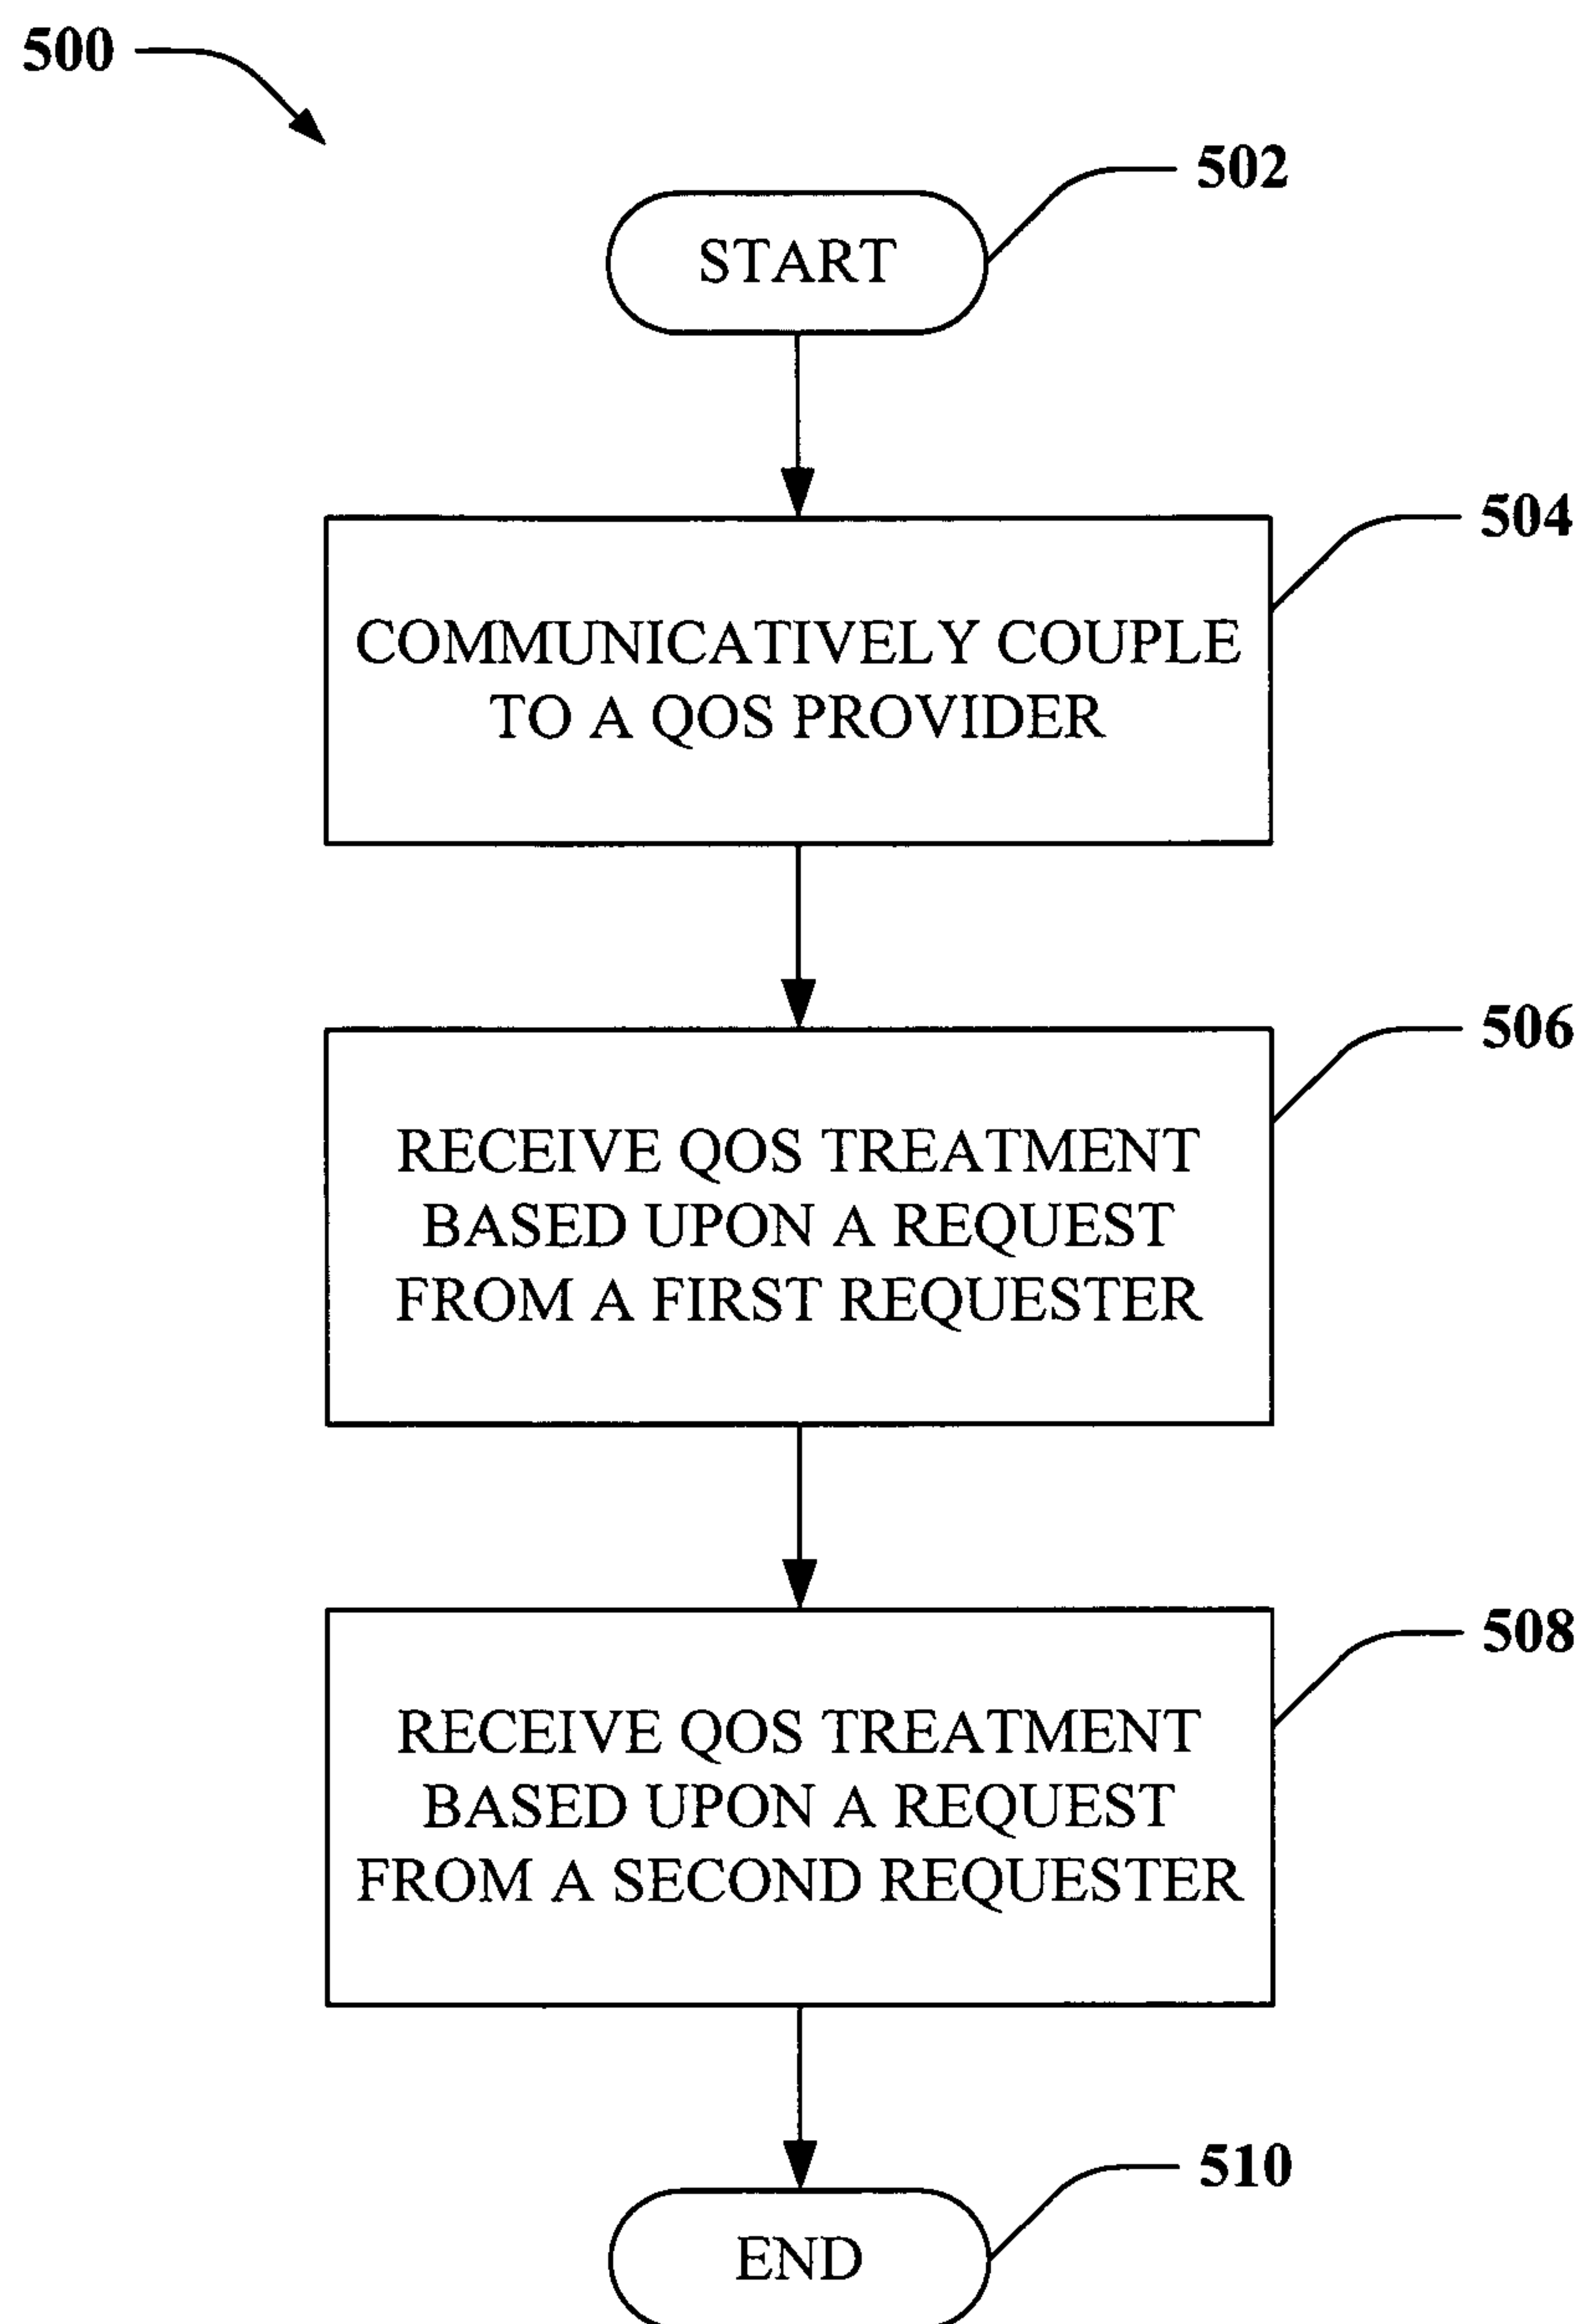 500
502
START
504
COMMUNICATIVELY COUPLE
TO A QOS PROVIDER
506
RECEIVE QOS TREATMENT
BASED UPON A REQUEST
FROM A FIRST REQUESTER
508
RECEIVE QOS TREATMENT
BASED UPON A REQUEST
FROM A SECOND REQUESTER
510
END